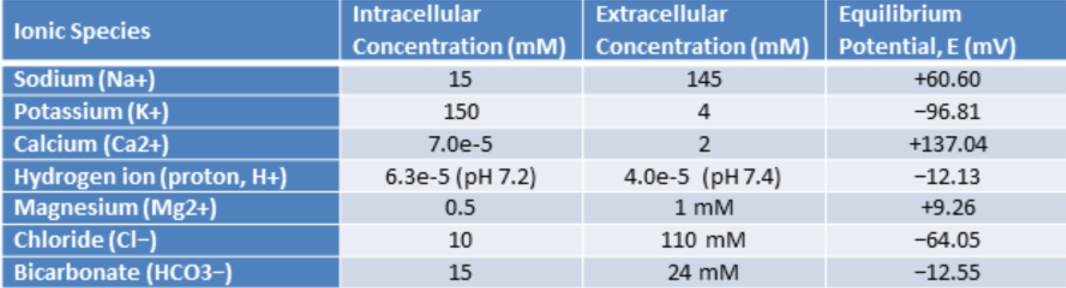 Ionic Species Intracellular Concentration (mM) Extracellular Concentration (mM) Equilibrium Potential, E (mV)
Sodium (Na+) 15 145 +60.60
Potassium (K+) 150 4 −96.81
Calcium (Ca2+) 7.0e-5 2 +137.04
Hydrogen ion (proton, H+) 6.3e-5 (pH 7.2) 4.0e-5 (pH 7.4) −12.13
Magnesium (Mg2+) 0.5 1 mM +9.26
Chloride (Cl−) 10 110 mM −64.05
Bicarbonate (HCO3−) 15 24 mM −12.55